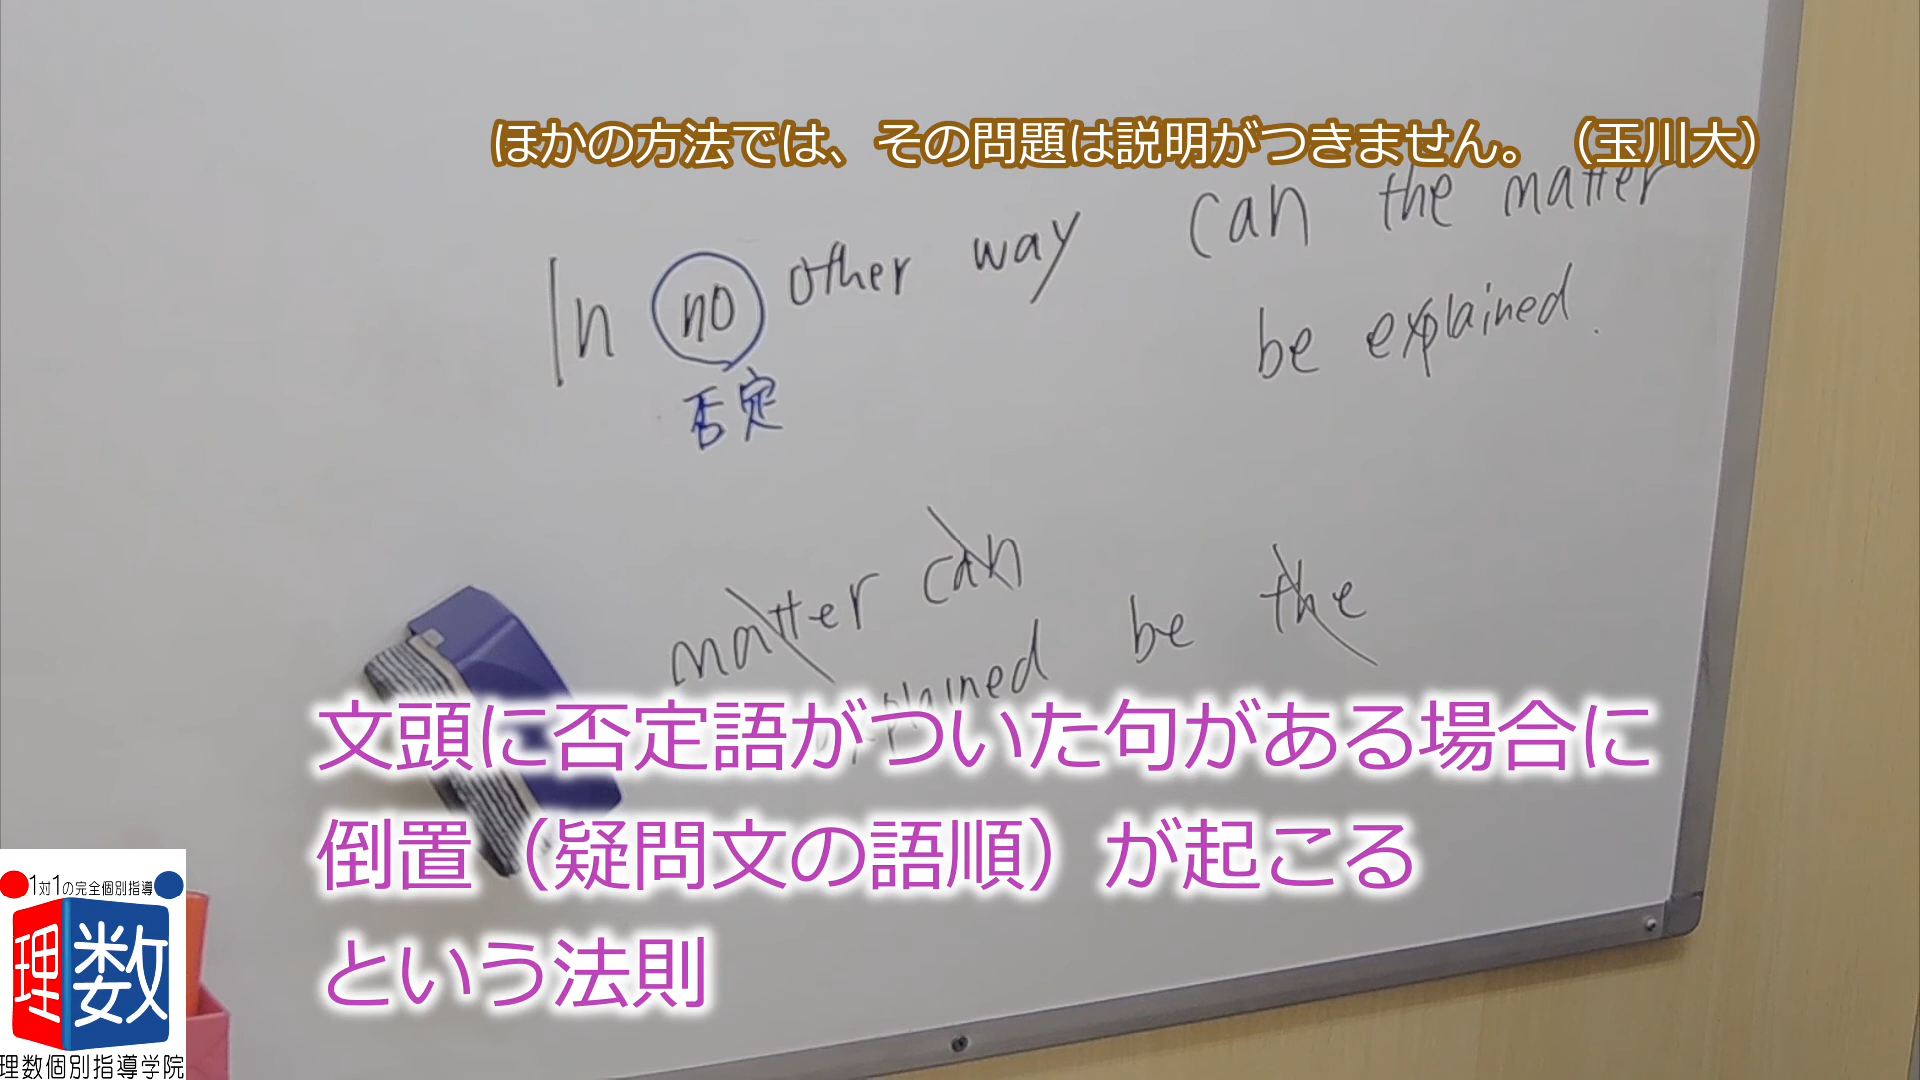 ほかの方法では、その問題は説明がつきません。（玉川大）
In no other way can the matter
be explained.
否定
matter can
explained be the
文頭に否定語がついた句がある場合に
倒置（疑問文の語順）が起こる
という法則
1対1の完全個別指導
理数
理数個別指導学院